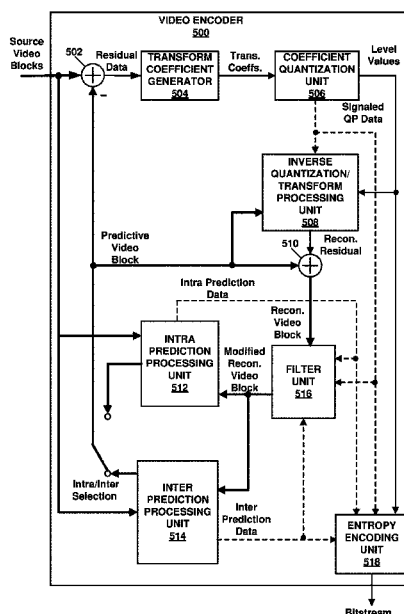 VIDEO ENCODER
500
Source
Video
Blocks
502
Residual
Data
TRANSFORM
COEFFICIENT
GENERATOR
504
Trans.
Coeffs.
COEFFICIENT
QUANTIZATION
UNIT
506
Level
Values
Signaled
QP Data
INVERSE
QUANTIZATION/
TRANSFORM
PROCESSING
UNIT
508
Predictive
Video
Block
510
Recon.
Residual
Intra Prediction
Data
INTRA
PREDICTION
PROCESSING
UNIT
512
Modified
Recon.
Video
Block
Recon.
Video
Block
FILTER
UNIT
516
Intra/Inter
Selection
INTER
PREDICTION
PROCESSING
UNIT
514
Inter
Prediction
Data
ENTROPY
ENCODING
UNIT
518
Bitstream